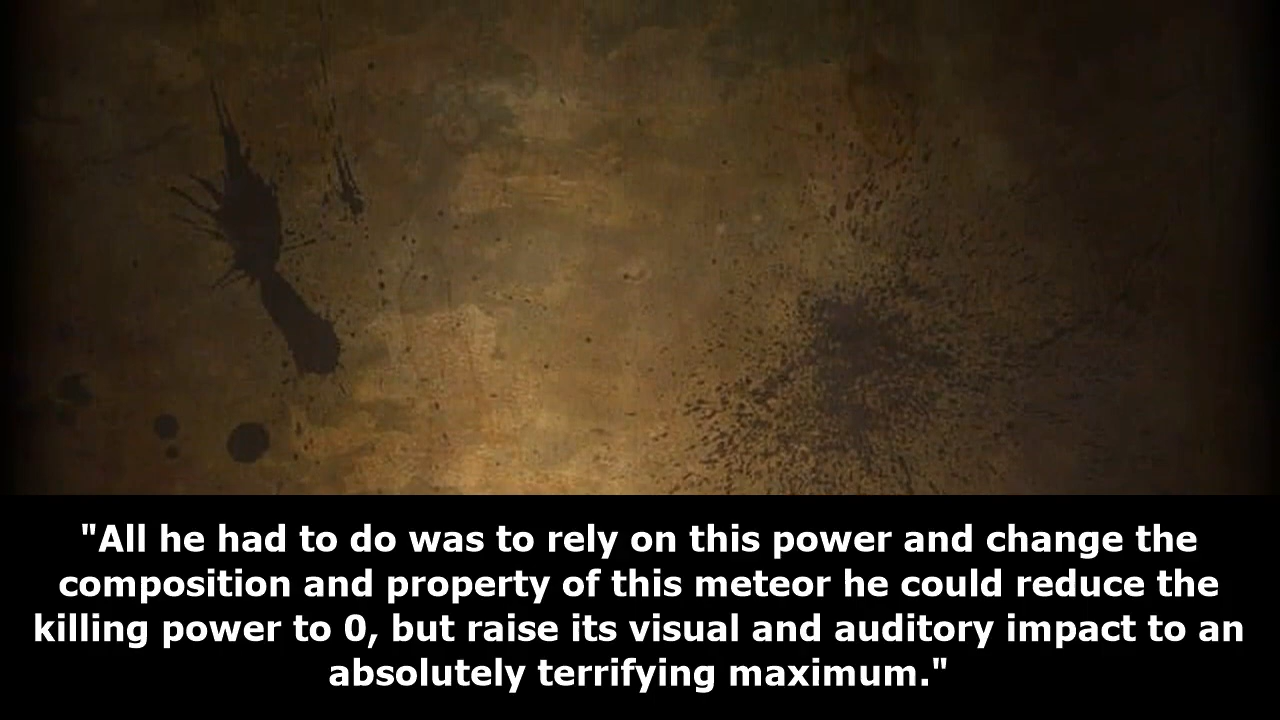 "All he had to do was to rely on this power and change the
composition and property of this meteor he could reduce the
killing power to 0, but raise its visual and auditory impact to an
absolutely terrifying maximum."